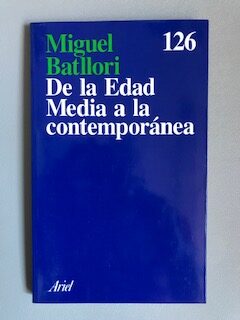 Miguel 126
Batllori
De la Edad
Media a la
contemporánea
Ariel